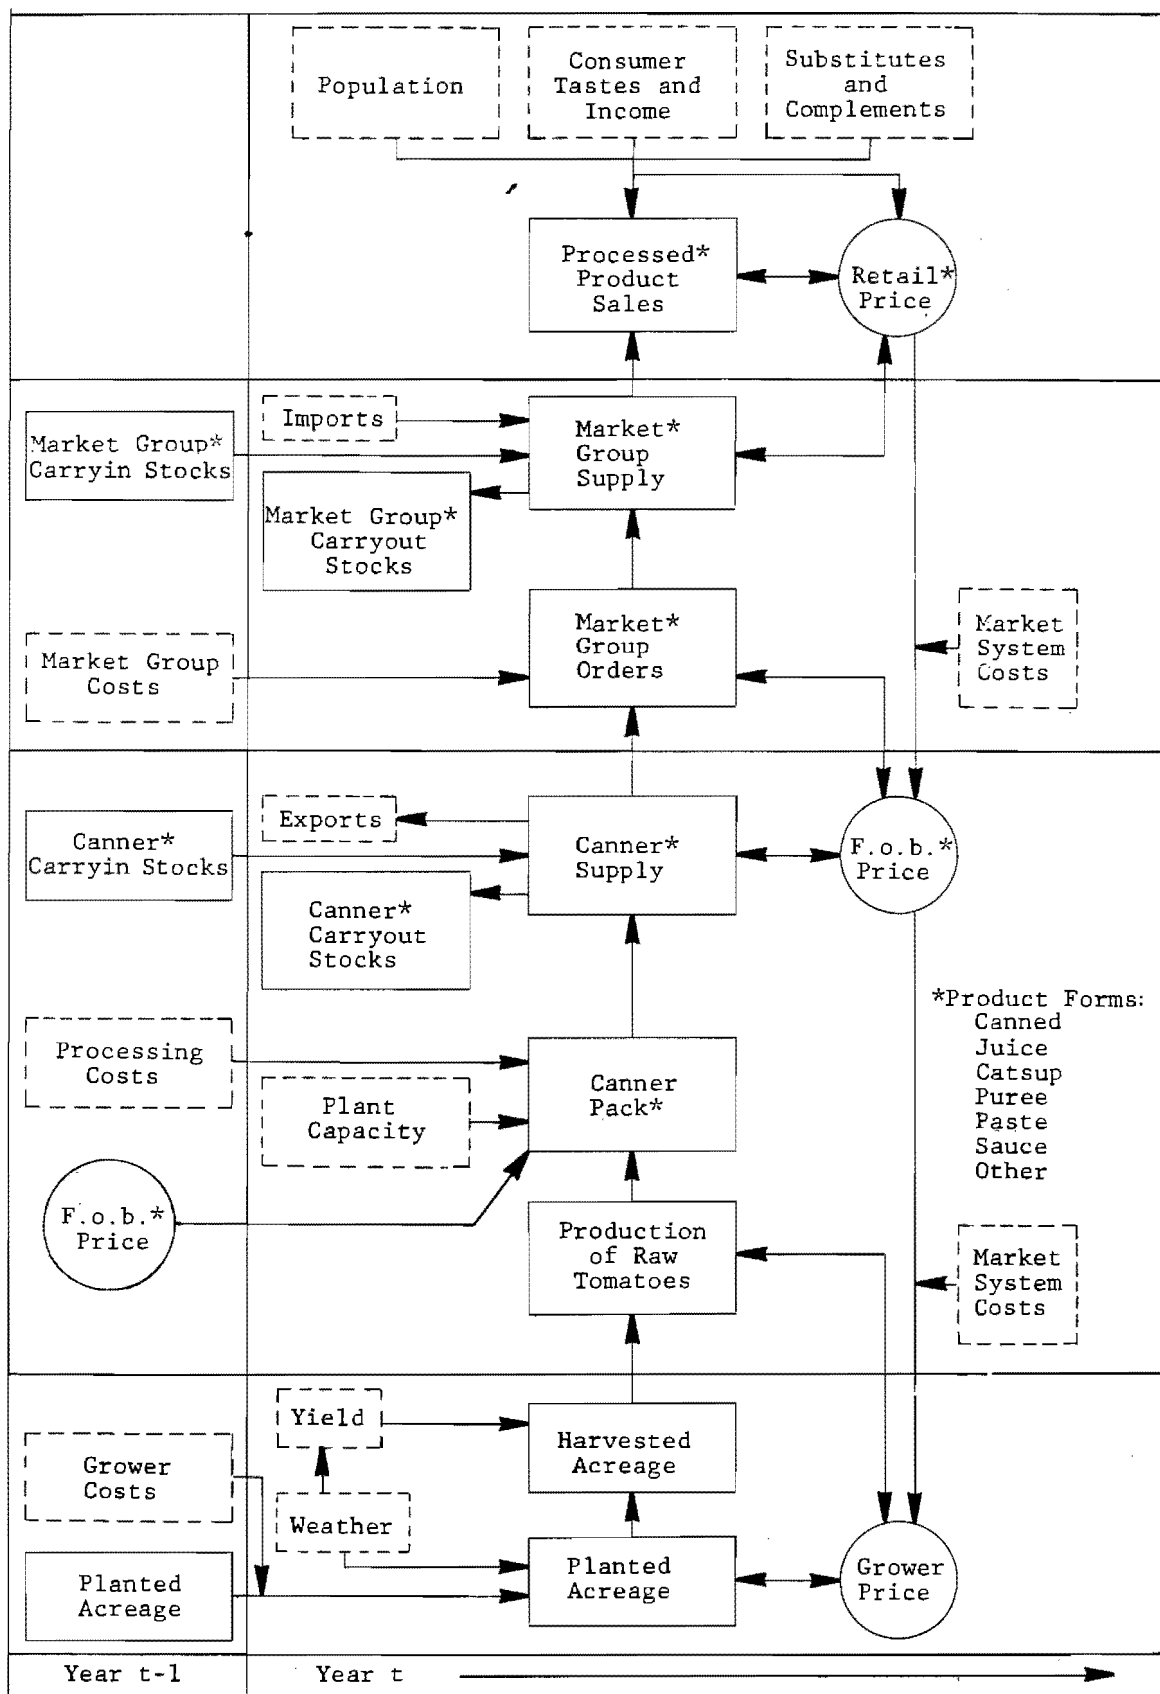 Population
Consumer
Tastes and
Income
Substitutes
and
Complements
Processed*
Product
Sales
Retail*
Price
Market Group*
Carryin Stocks
Imports
Market*
Group
Supply
Market Group*
Carryout
Stocks
Market Group
Costs
Market*
Group
Orders
Market
System
Costs
Canner*
Carryin Stocks
Exports
Canner*
Supply
F.o.b.*
Price
Canner*
Carryout
Stocks
*Product Forms:
Canned
Juice
Catsup
Puree
Paste
Sauce
Other
Processing
Costs
Plant
Capacity
Canner
Pack*
F.o.b.*
Price
Production
of Raw
Tomatoes
Market
System
Costs
Grower
Costs
Yield
Harvested
Acreage
Weather
Planted
Acreage
Planted
Acreage
Grower
Price
Year t-1
Year t